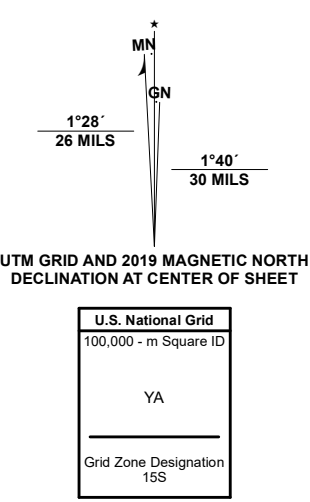 MN
GN
1°28´
26 MILS
1°40´
30 MILS
UTM GRID AND 2019 MAGNETIC NORTH
DECLINATION AT CENTER OF SHEET
U.S. National Grid
100,000 - m Square ID
YA
Grid Zone Designation
15S